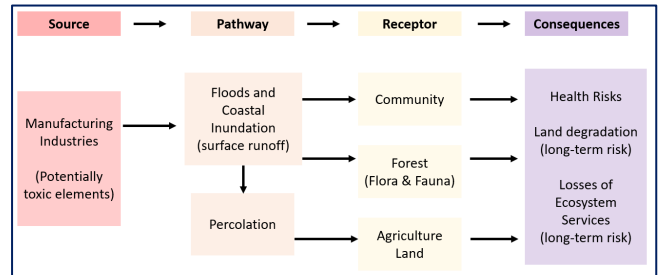 Source
Pathway
Receptor
Consequences
Manufacturing
Industries
(Potentially
toxic elements)
Floods and
Coastal
Inundation
(surface runoff)
Percolation
Community
Forest
(Flora & Fauna)
Agriculture
Land
Health Risks
Land degradation
(long-term risk)
Losses of
Ecosystem
Services
(long-term risk)